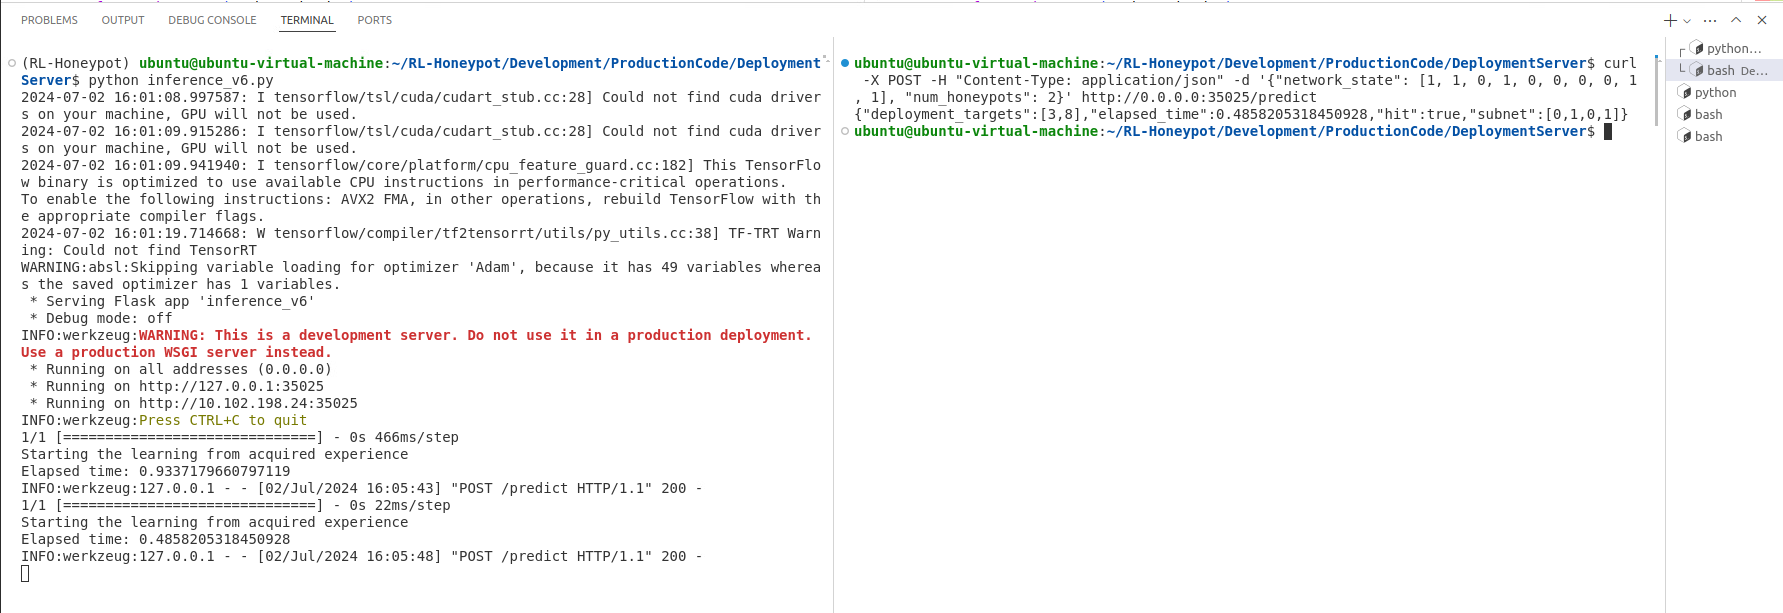 PROBLEMS OUTPUT DEBUG CONSOLE TERMINAL PORTS
(RL-Honeypot) ubuntu@ubuntu-virtual-machine:~/RL-Honeypot/Development/ProductionCode/Deployment
Server$ python inference_v6.py
2024-07-02 16:01:08.997587: I tensorflow/tsl/cuda/cudart_stub.cc:28] Could not find cuda driver
s on your machine, GPU will not be used.
2024-07-02 16:01:09.915286: I tensorflow/tsl/cuda/cudart_stub.cc:28] Could not find cuda driver
s on your machine, GPU will not be used.
2024-07-02 16:01:09.941940: I tensorflow/core/platform/cpu_feature_guard.cc:182] This TensorFlo
w binary is optimized to use available CPU instructions in performance-critical operations.
To enable the following instructions: AVX2 FMA, in other operations, rebuild TensorFlow with th
e appropriate compiler flags.
2024-07-02 16:01:19.714668: W tensorflow/compiler/tf2tensorrt/utils/py_utils.cc:38] TF-TRT Warn
ing: Could not find TensorRT
WARNING:absl:Skipping variable loading for optimizer 'Adam', because it has 49 variables wherea
s the saved optimizer has 1 variables.
 * Serving Flask app 'inference_v6'
 * Debug mode: off
INFO:werkzeug:WARNING: This is a development server. Do not use it in a production deployment.
Use a production WSGI server instead.
 * Running on all addresses (0.0.0.0)
 * Running on http://127.0.0.1:35025
 * Running on http://10.102.198.24:35025
INFO:werkzeug:Press CTRL+C to quit
1/1 [==============================] - 0s 466ms/step
Starting the learning from acquired experience
Elapsed time: 0.9337179660797119
INFO:werkzeug:127.0.0.1 - - [02/Jul/2024 16:05:43] "POST /predict HTTP/1.1" 200 -
1/1 [==============================] - 0s 22ms/step
Starting the learning from acquired experience
Elapsed time: 0.4858205318450928
INFO:werkzeug:127.0.0.1 - - [02/Jul/2024 16:05:48] "POST /predict HTTP/1.1" 200 -
ubuntu@ubuntu-virtual-machine:~/RL-Honeypot/Development/ProductionCode/DeploymentServer$ curl
 -X POST -H "Content-Type: application/json" -d '{"network_state": [1, 1, 0, 1, 0, 0, 0, 0, 1
, 1], "num_honeypots": 2}' http://0.0.0.0:35025/predict
{"deployment_targets":[3,8],"elapsed_time":0.4858205318450928,"hit":true,"subnet":[0,1,0,1]}
ubuntu@ubuntu-virtual-machine:~/RL-Honeypot/Development/ProductionCode/DeploymentServer$
python...
bash De...
python
bash
bash